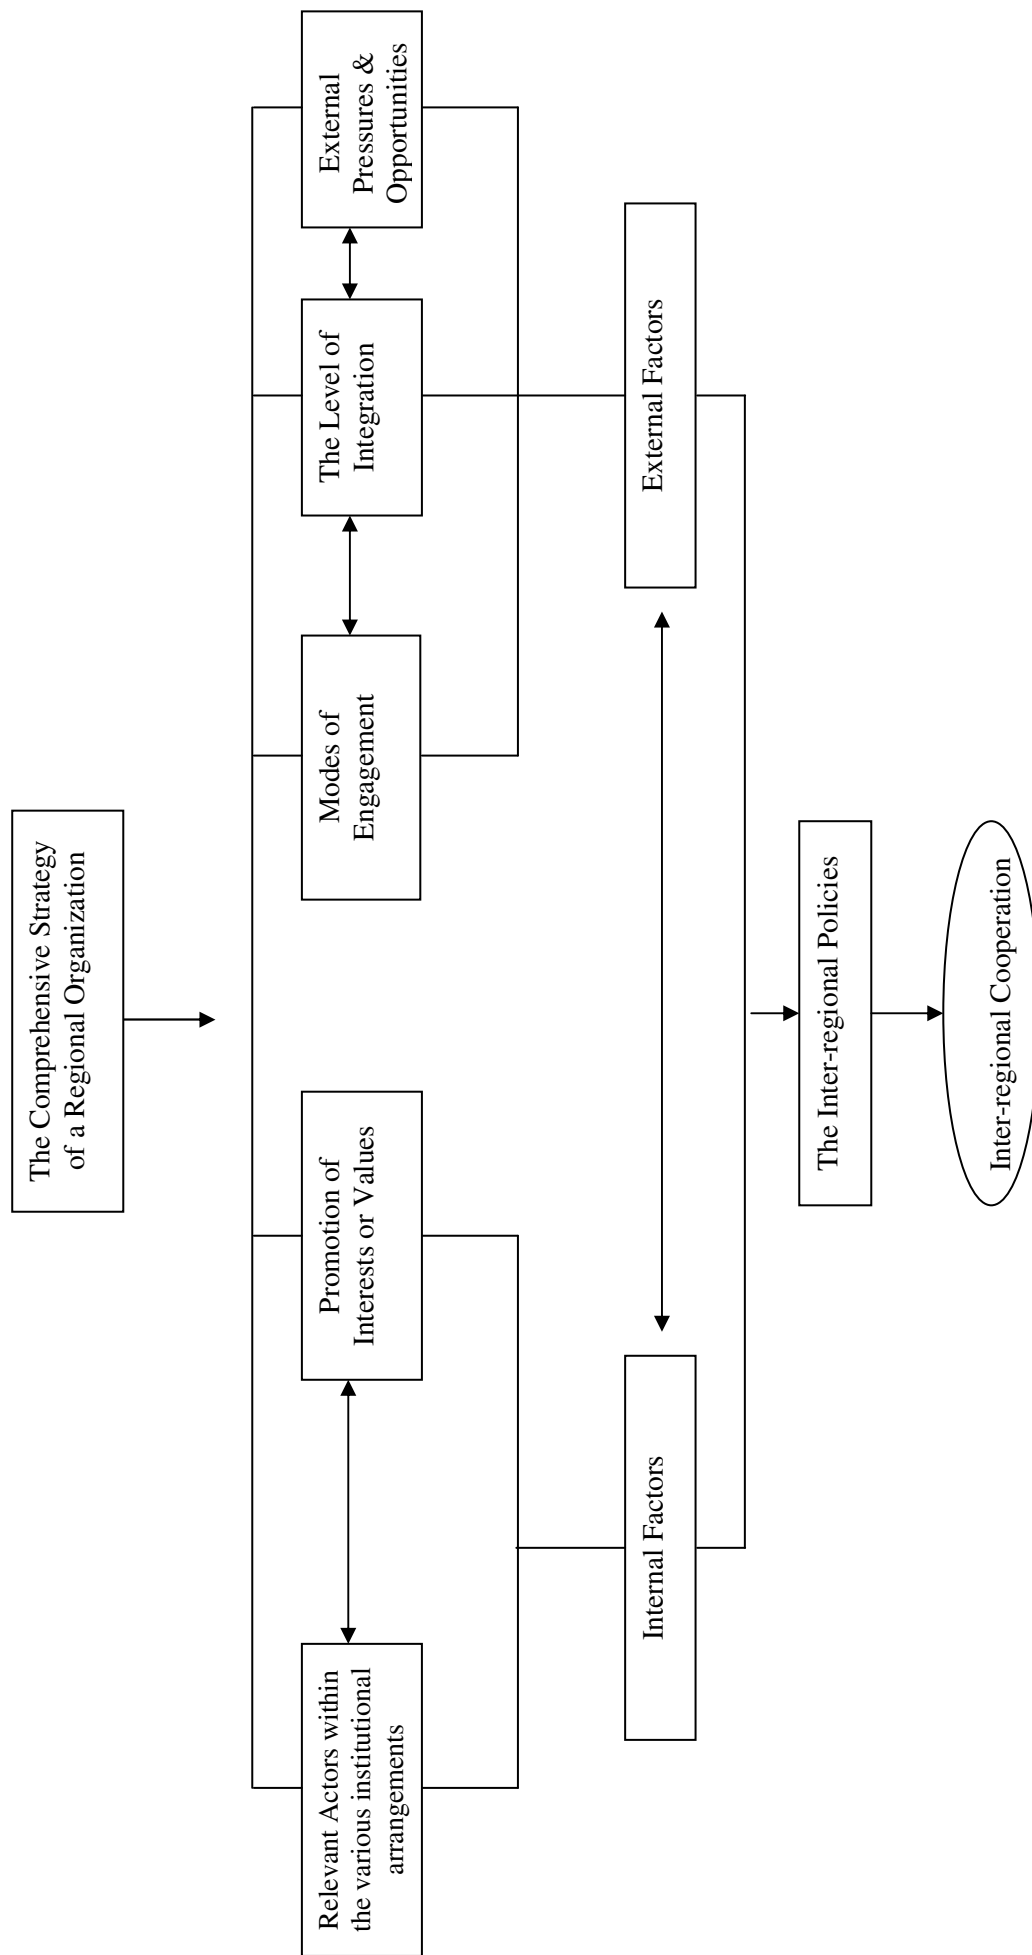 The Comprehensive Strategy
of a Regional Organization
Relevant Actors within
the various institutional
arrangements
Promotion of
Interests or Values
Modes of
Engagement
The Level of
Integration
External
Pressures &
Opportunities
Internal Factors
External Factors
The Inter-regional Policies
Inter-regional Cooperation